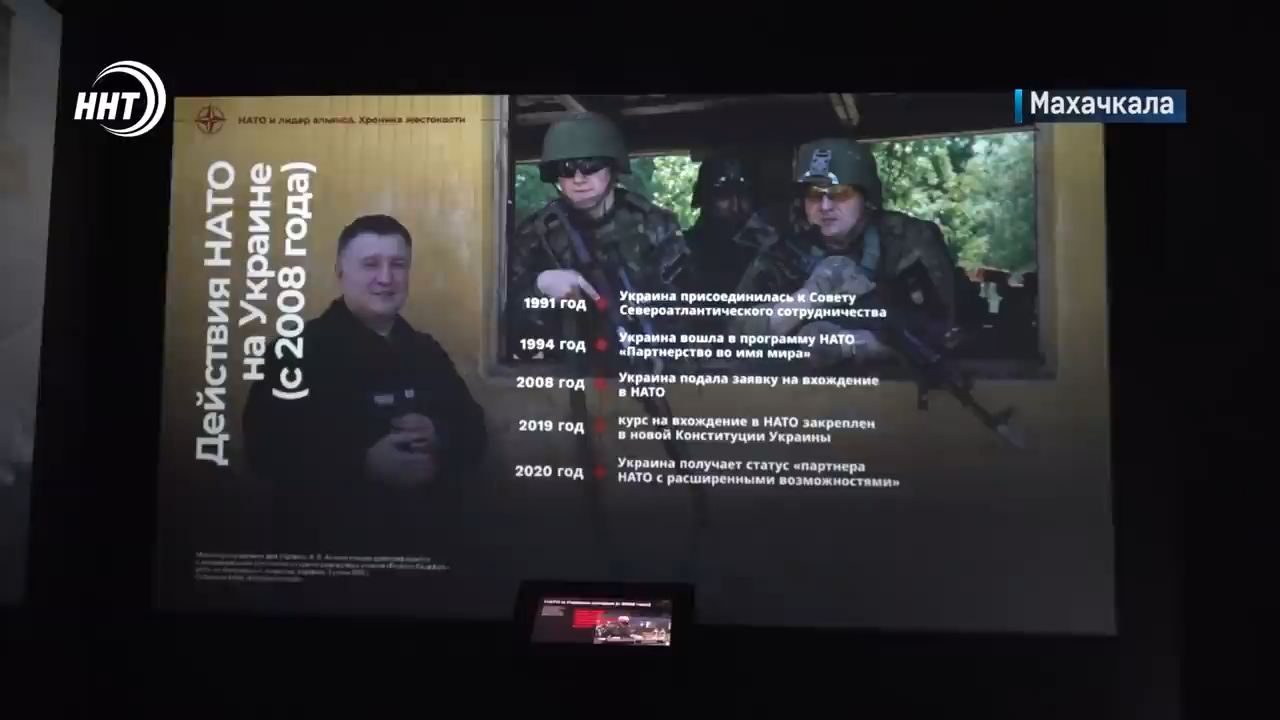 ННТ
Махачкала
НАТО и лидер альянса. Хроника жестокости
Действия НАТО
на Украине
(с 2008 года)
1991 год
Украина присоединилась к Совету
Североатлантического сотрудничества
1994 год
Украина вошла в программу НАТО
«Партнерство во имя мира»
2008 год
Украина подала заявку на вхождение
в НАТО
2019 год
курс на вхождение в НАТО закреплен
в новой Конституции Украины
2020 год
Украина получает статус «партнера
НАТО с расширенными возможностями»